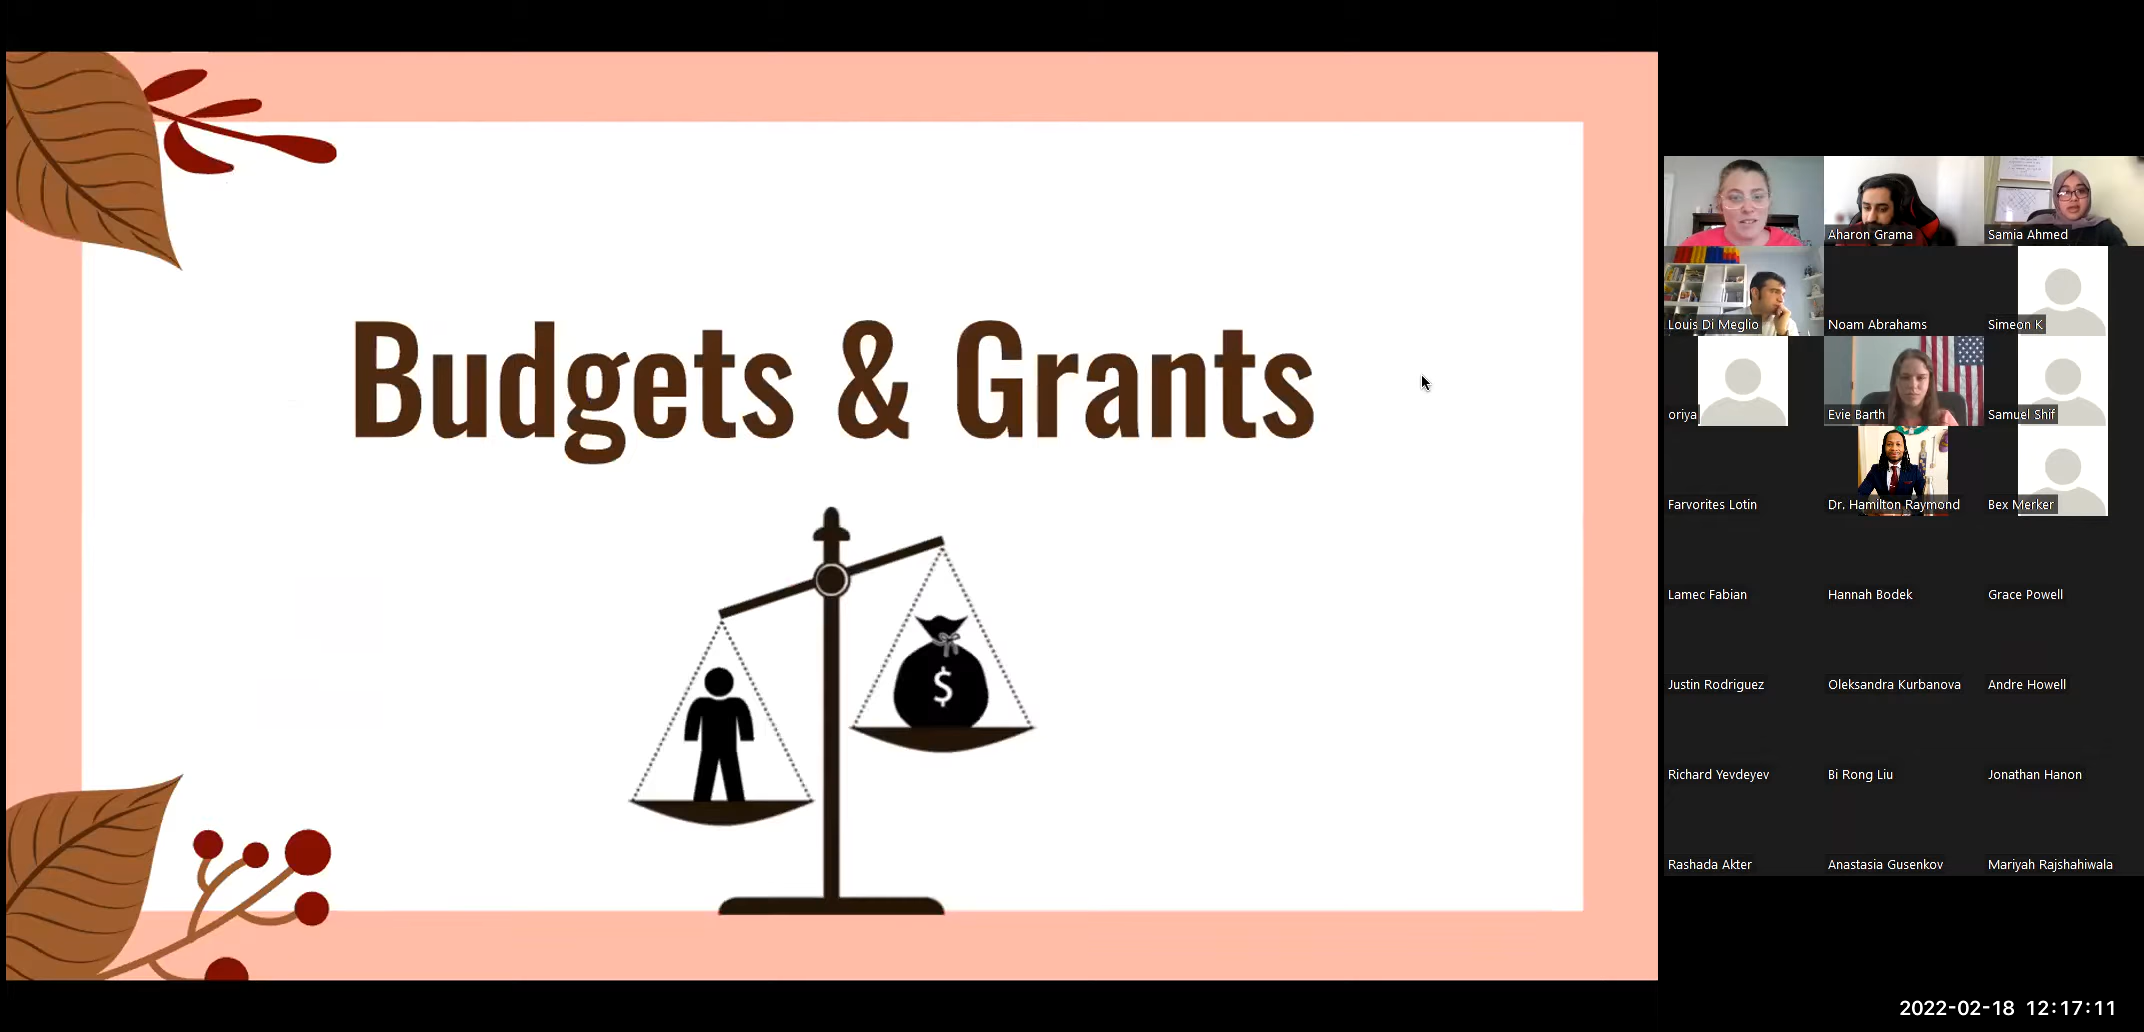 Budgets & Grants
$
Aharon Grama
Samia Ahmed
Louis Di Meglio
Noam Abrahams
Simeon K
oriya
Evie Barth
Samuel Shif
Farvorites Lotin
Dr. Hamilton Raymond
Bex Merker
Lamec Fabian
Hannah Bodek
Grace Powell
Justin Rodriguez
Oleksandra Kurbanova
Andre Howell
Richard Yevdeyev
Bi Rong Liu
Jonathan Hanon
Rashada Akter
Anastasia Gusenkov
Mariyah Rajshahiwala
2022-02-18 12:17:11